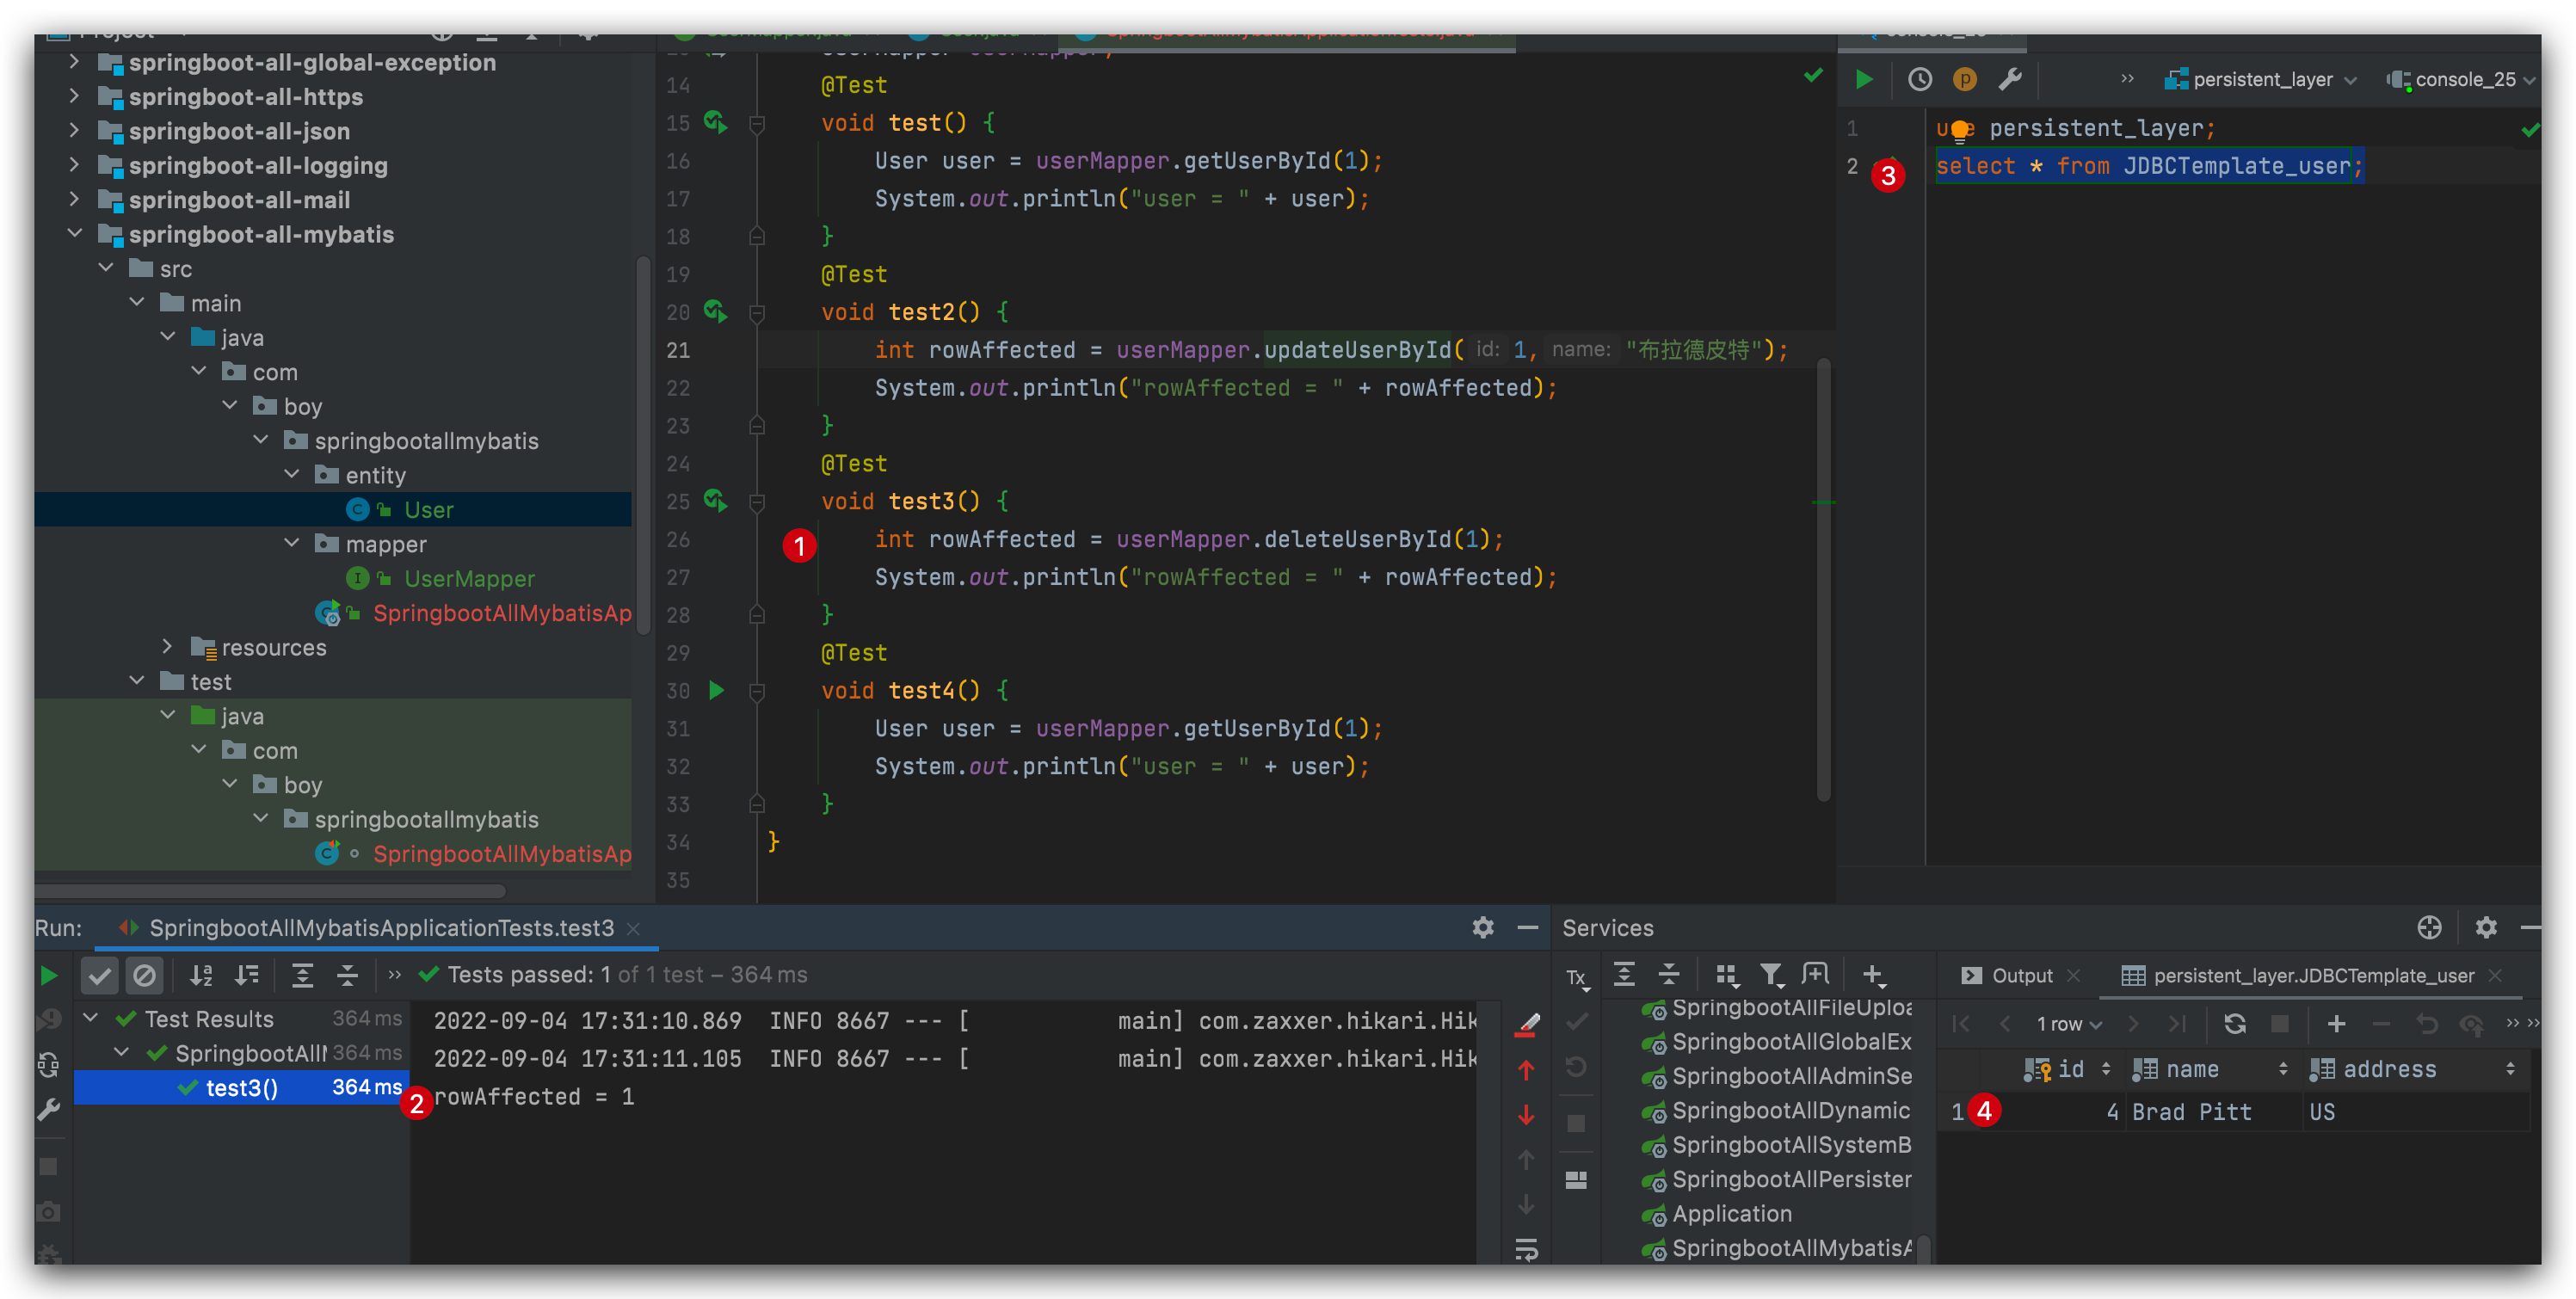 Project
springboot-all-global-exception
springboot-all-https
springboot-all-json
springboot-all-logging
springboot-all-mail
springboot-all-mybatis
src
main
java
com
boy
springbootallmybatis
entity
User
mapper
UserMapper
SpringbootAllMybatisAp
resources
test
java
com
boy
springbootallmybatis
SpringbootAllMybatisAp
14 @Test
15 void test() {
16 User user = userMapper.getUserById(1);
17 System.out.println("user = " + user);
18 }
19 @Test
20 void test2() {
21 int rowAffected = userMapper.updateUserById( id: 1, name: "布拉德皮特");
22 System.out.println("rowAffected = " + rowAffected);
23 }
24 @Test
25 void test3() {
1
26 int rowAffected = userMapper.deleteUserById(1);
27 System.out.println("rowAffected = " + rowAffected);
28 }
29 @Test
30 void test4() {
31 User user = userMapper.getUserById(1);
32 System.out.println("user = " + user);
33 }
34 }
35
persistent_layer console_25
1 use persistent_layer;
2 3 select * from JDBCTemplate_user;
Run: SpringbootAllMybatisApplicationTests.test3
Tests passed: 1 of 1 test – 364 ms
Test Results 364 ms
SpringbootAll 364 ms
test3() 364 ms
2022-09-04 17:31:10.869 INFO 8667 --- [ main] com.zaxxer.hikari.Hik
2022-09-04 17:31:11.105 INFO 8667 --- [ main] com.zaxxer.hikari.Hik
2 rowAffected = 1
Services
Tx
SpringbootAllFileUploa
SpringbootAllGlobalEx
SpringbootAllAdminSe
SpringbootAllDynamic
SpringbootAllSystemB
SpringbootAllPersister
Application
SpringbootAllMybatisA
Output persistent_layer.JDBCTemplate_user
1 row
id name address
1 4 4 Brad Pitt US